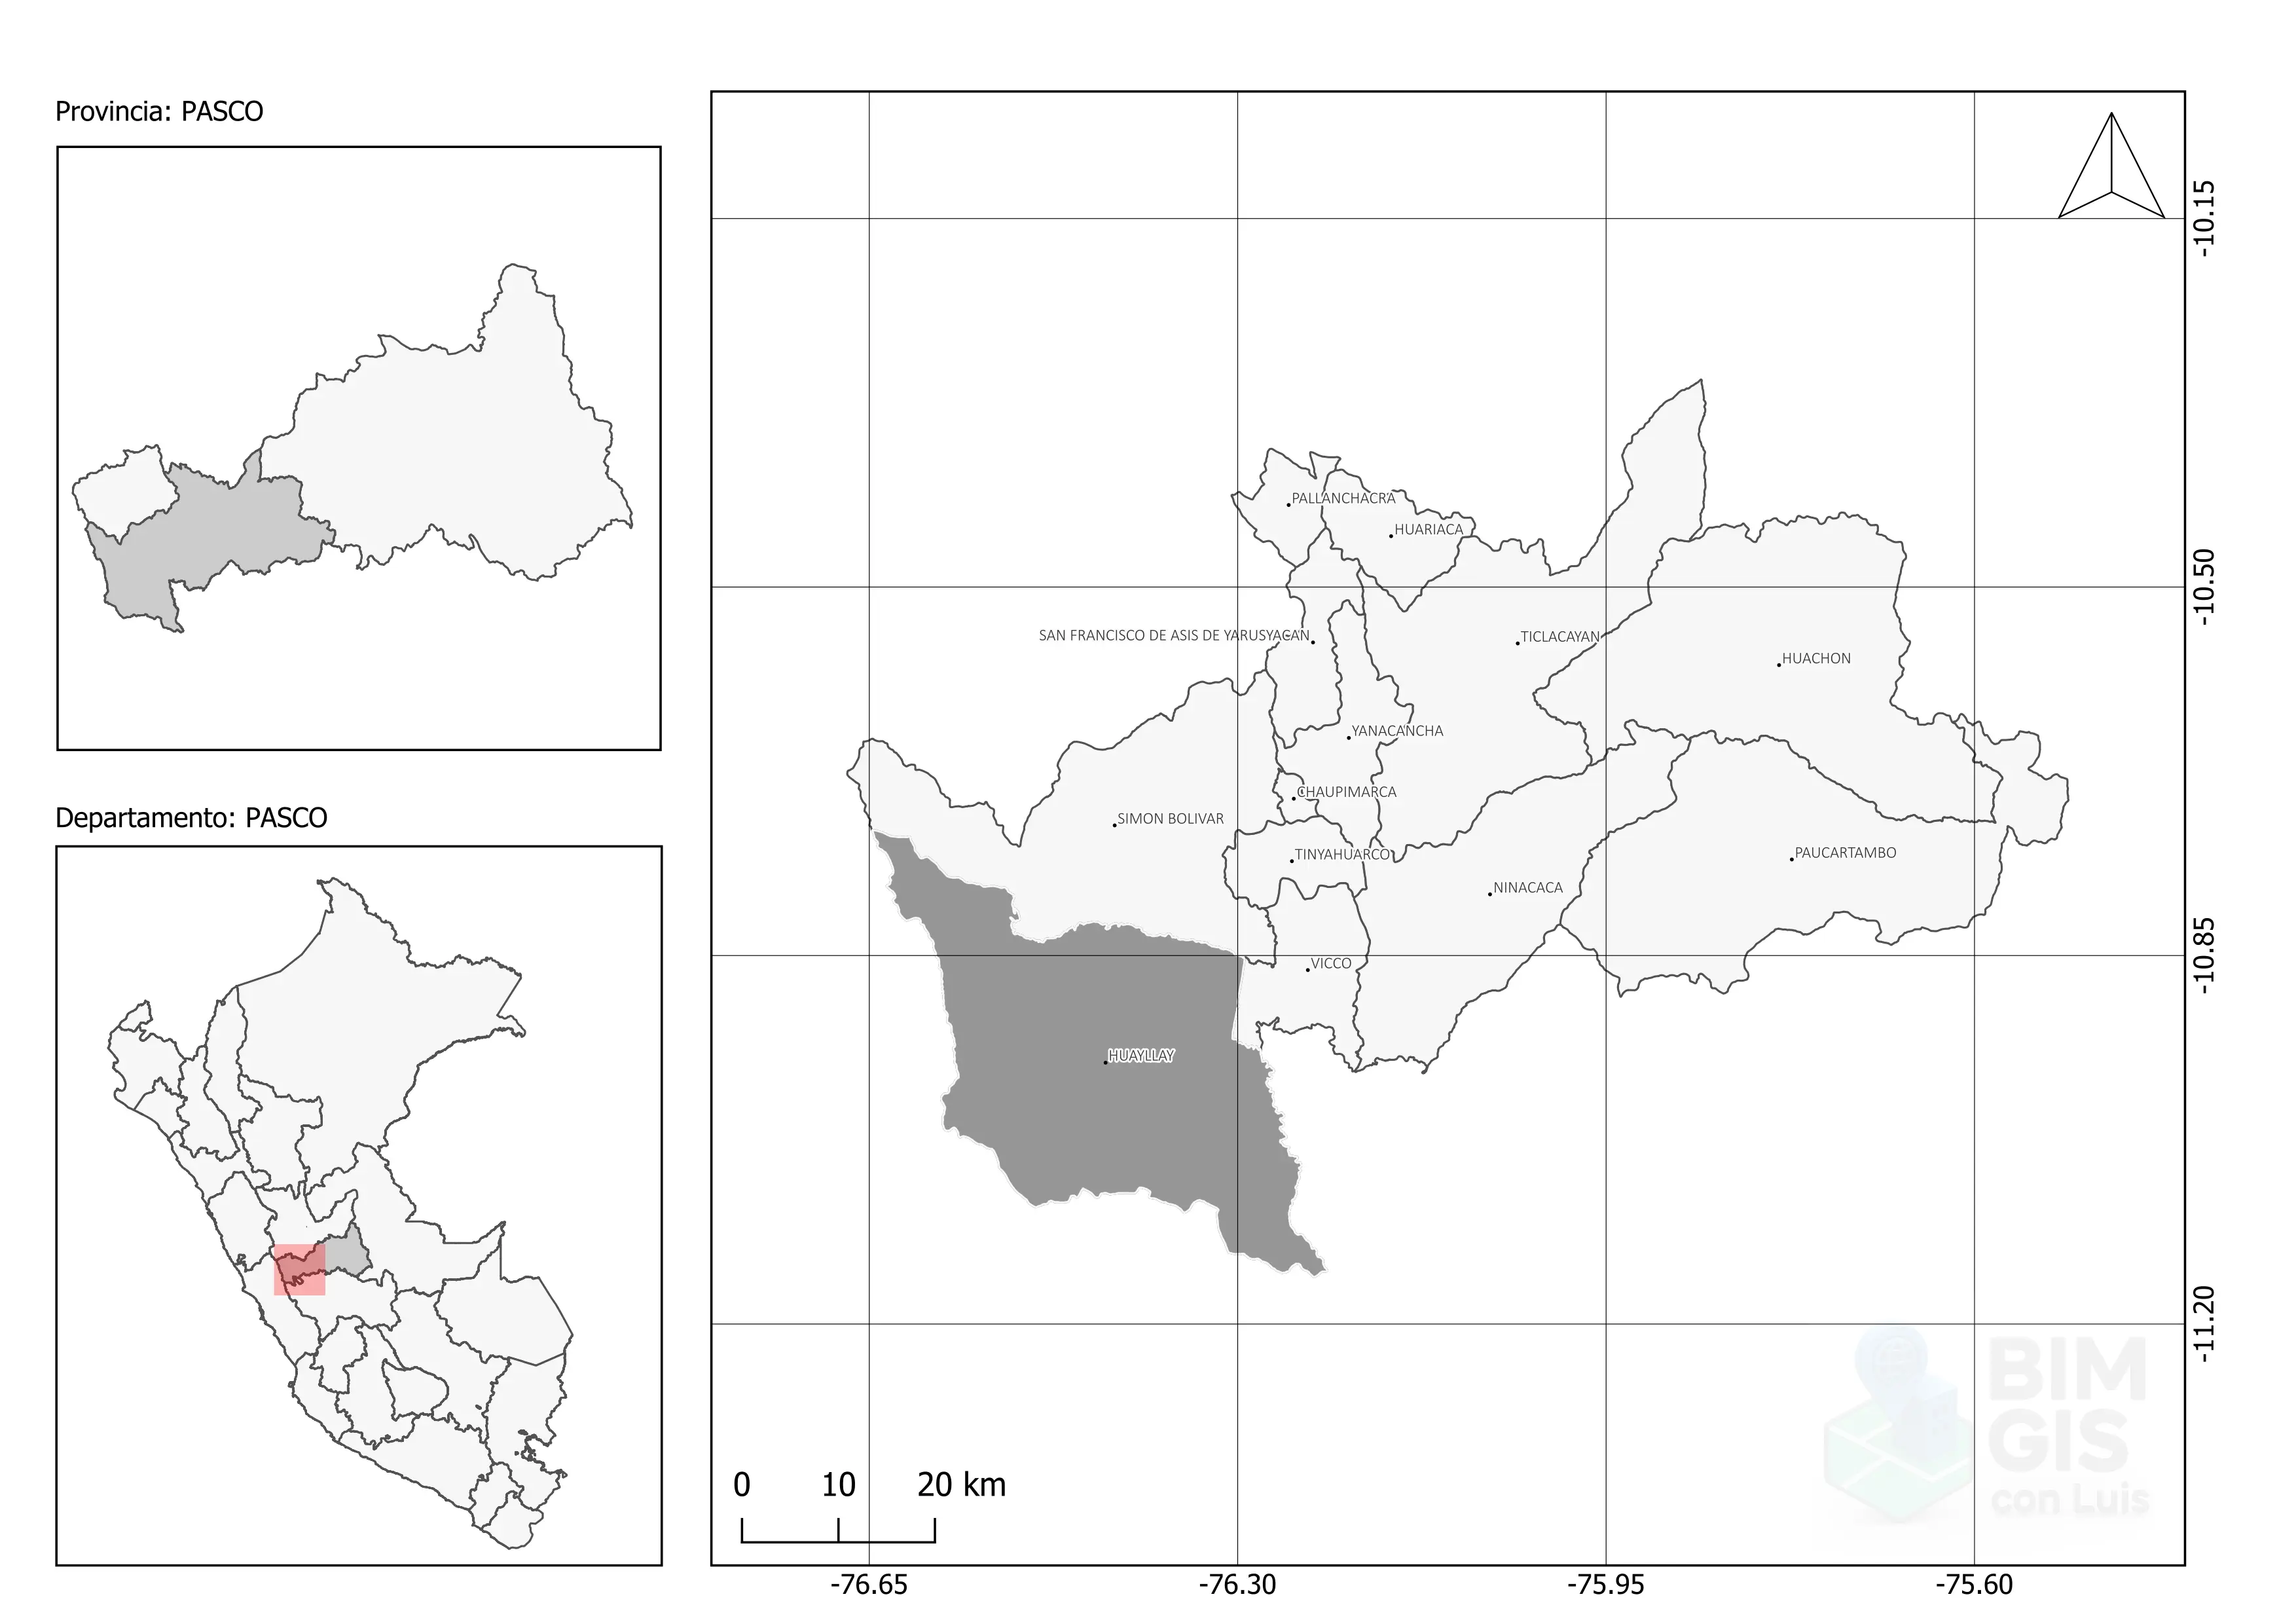 Provincia: PASCO
Departamento: PASCO
PALLANCHACRA
HUARIACA
SAN FRANCISCO DE ASIS DE YARUSYACAN
TICLACAYAN
HUACHON
YANACANCHA
CHAUPIMARCA
SIMON BOLIVAR
TINYAHUARCO
PAUCARTAMBO
NINACACA
VICCO
HUAYLLAY
-10.15
-10.50
-10.85
-11.20
BIM
GIS
con Luis
0 10 20 km
-76.65 -76.30 -75.95 -75.60